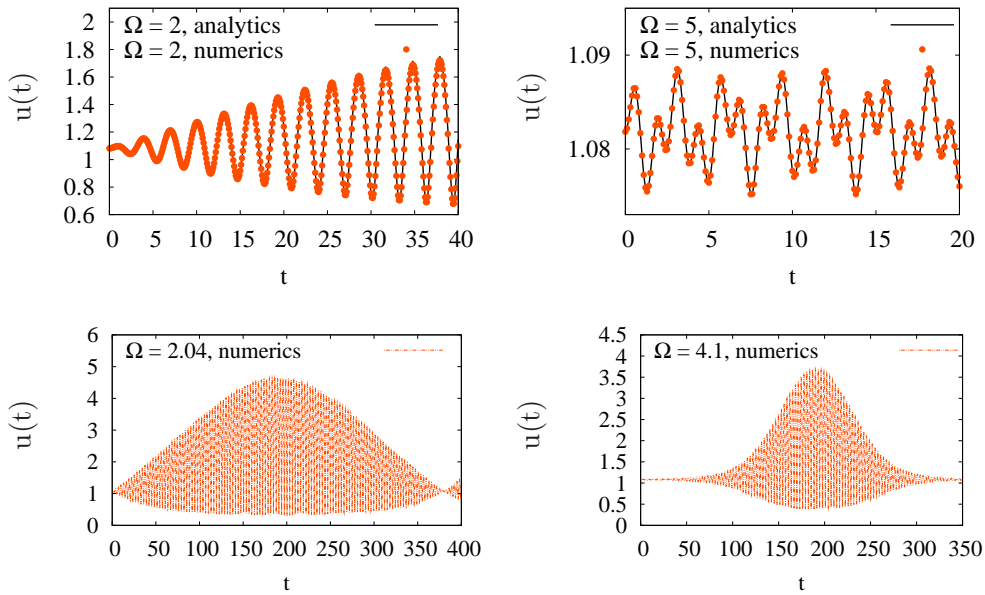 Ω = 2, analytics
Ω = 2, numerics
u(t)
2
1.8
1.6
1.4
1.2
1
0.8
0.6
0 5 10 15 20 25 30 35 40
t
Ω = 5, analytics
Ω = 5, numerics
u(t)
1.09
1.08
0 5 10 15 20
t
Ω = 2.04, numerics
u(t)
6
5
4
3
2
1
0
0 50 100 150 200 250 300 350 400
t
Ω = 4.1, numerics
u(t)
4.5
4
3.5
3
2.5
2
1.5
1
0.5
0
0 50 100 150 200 250 300 350
t